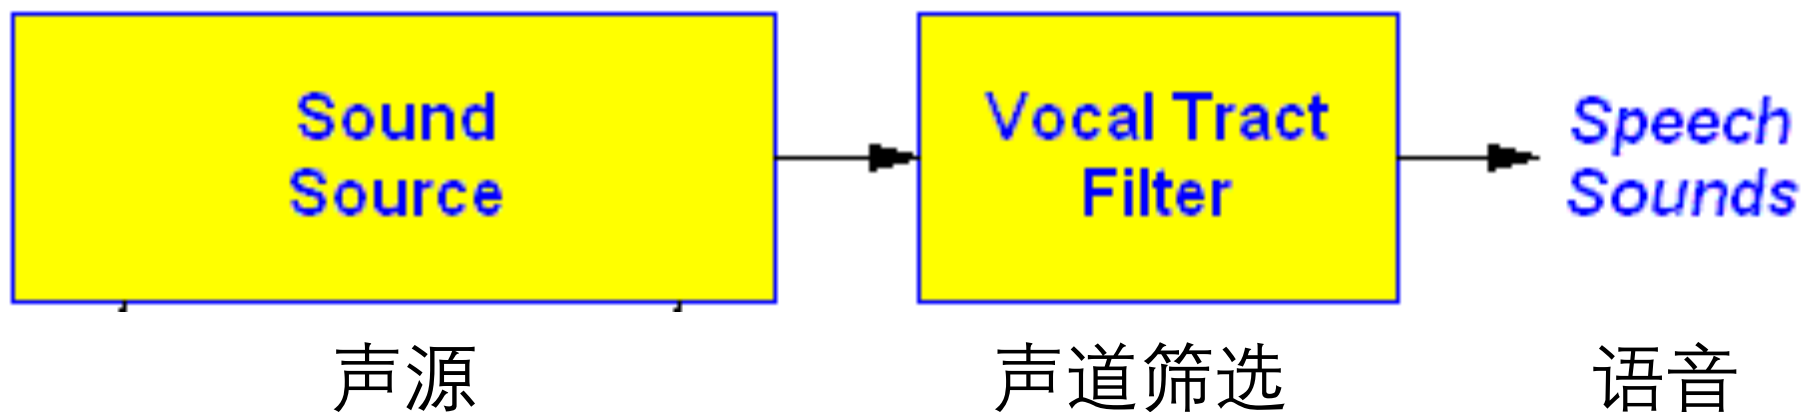 Sound
Source
Vocal Tract
Filter
Speech
Sounds
声源
声道筛选
语音